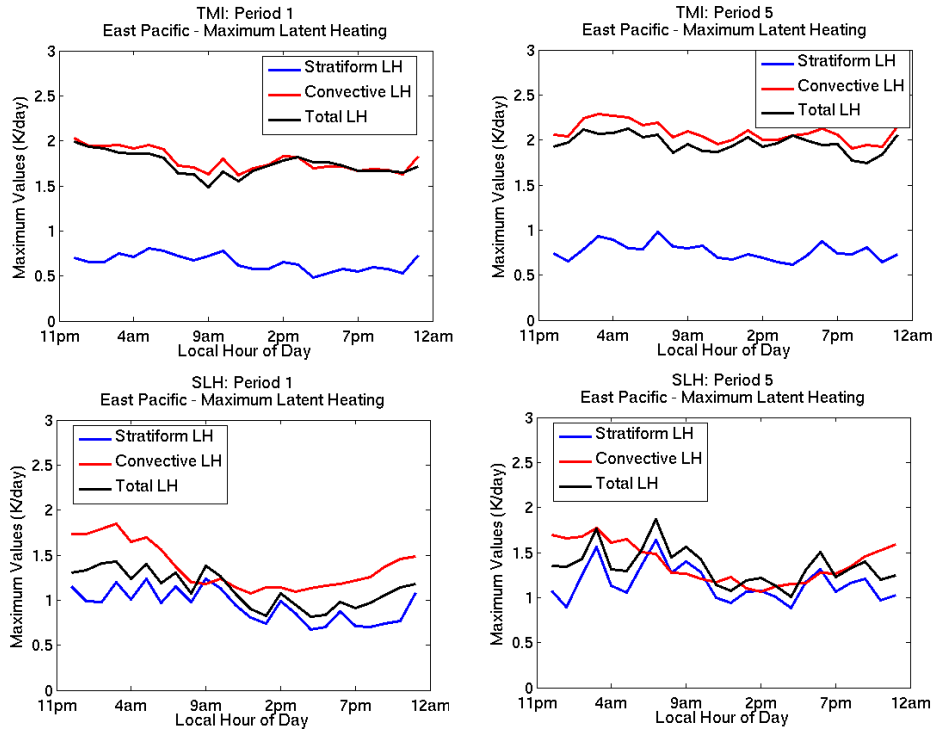 TMI: Period 1
East Pacific - Maximum Latent Heating
3
2.5
2
1.5
1
0.5
0
Maximum Values (K/day)
Stratiform LH
Convective LH
Total LH
11pm 4am 9am 2pm 7pm 12am
Local Hour of Day
TMI: Period 5
East Pacific - Maximum Latent Heating
3
2.5
2
1.5
1
0.5
0
Maximum Values (K/day)
Stratiform LH
Convective LH
Total LH
11pm 4am 9am 2pm 7pm 12am
Local Hour of Day
SLH: Period 1
East Pacific - Maximum Latent Heating
3
2.5
2
1.5
1
0.5
0
Maximum Values (K/day)
Stratiform LH
Convective LH
Total LH
11pm 4am 9am 2pm 7pm 12am
Local Hour of Day
SLH: Period 5
East Pacific - Maximum Latent Heating
3
2.5
2
1.5
1
0.5
0
Maximum Values (K/day)
Stratiform LH
Convective LH
Total LH
11pm 4am 9am 2pm 7pm 12am
Local Hour of Day